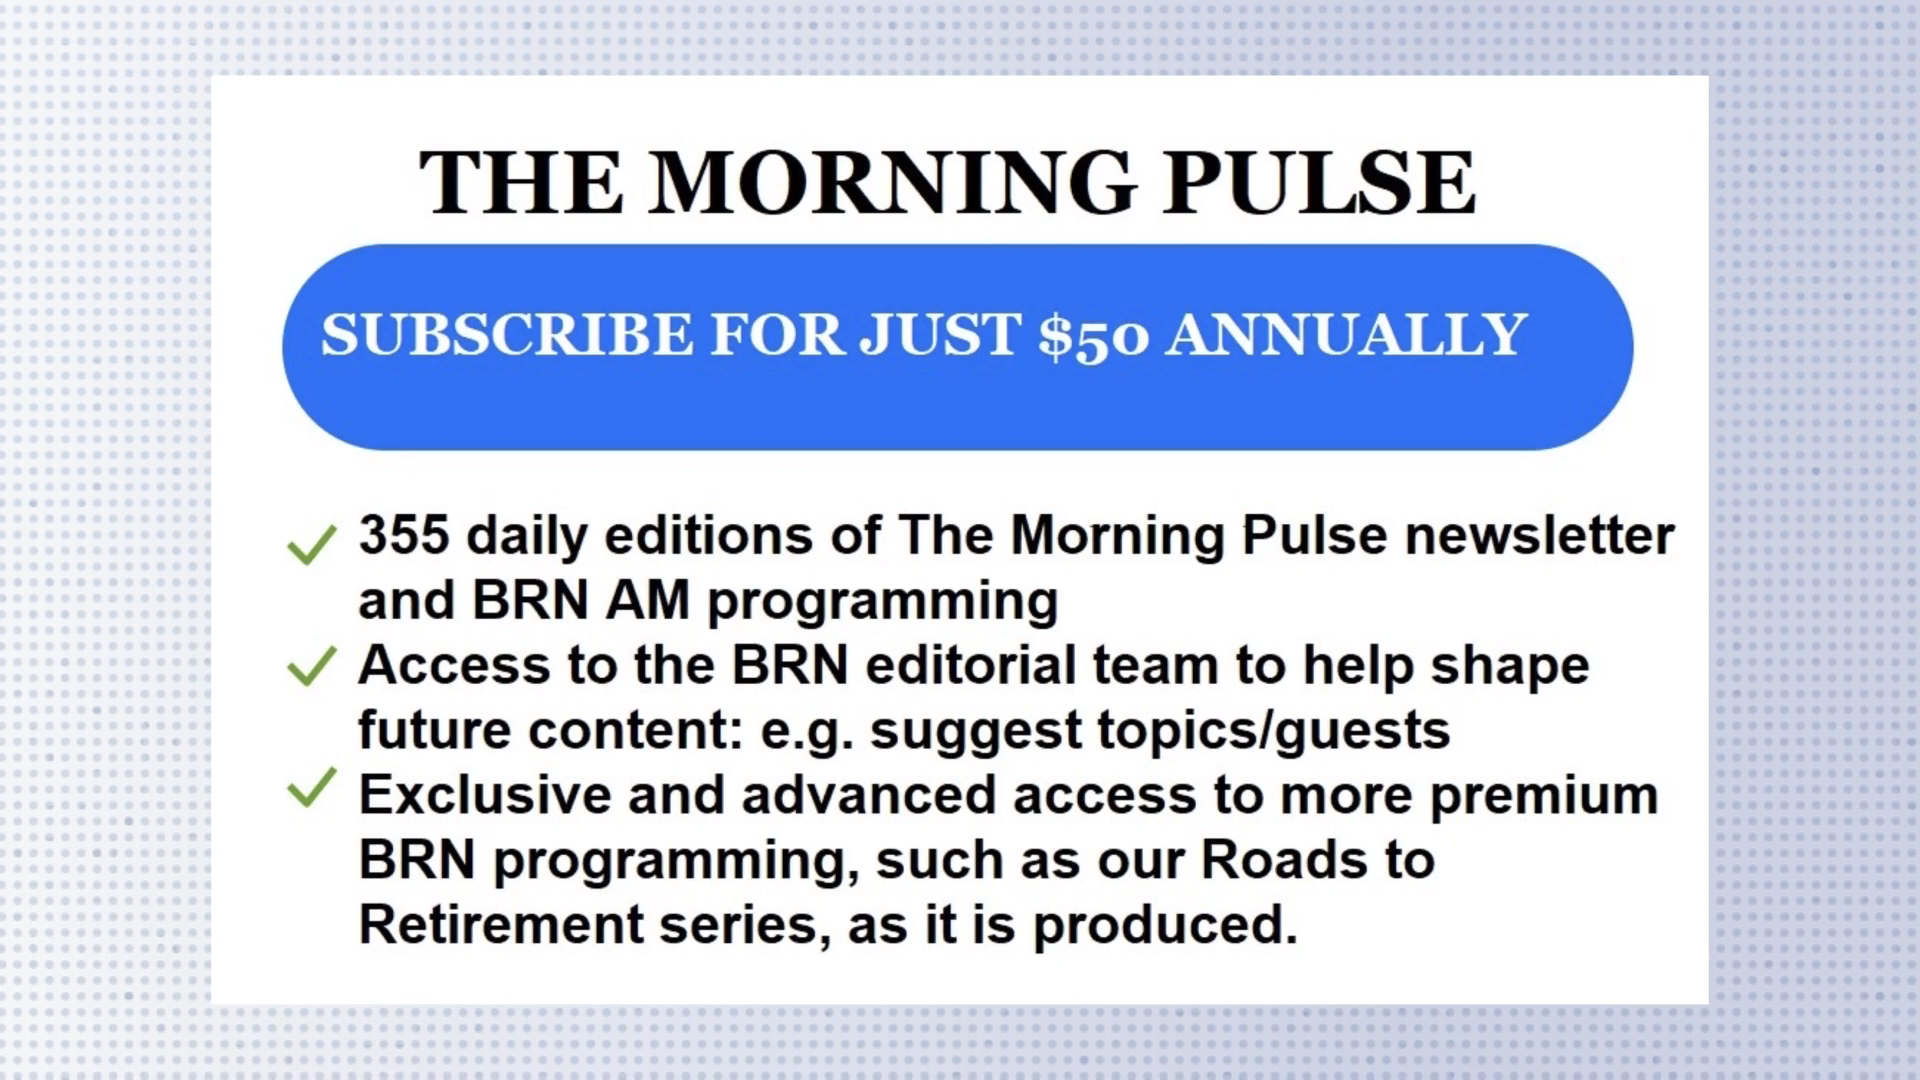 THE MORNING PULSE
SUBSCRIBE FOR JUST $50 ANNUALLY
355 daily editions of The Morning Pulse newsletter
and BRN AM programming
Access to the BRN editorial team to help shape
future content: e.g. suggest topics/guests
Exclusive and advanced access to more premium
BRN programming, such as our Roads to
Retirement series, as it is produced.